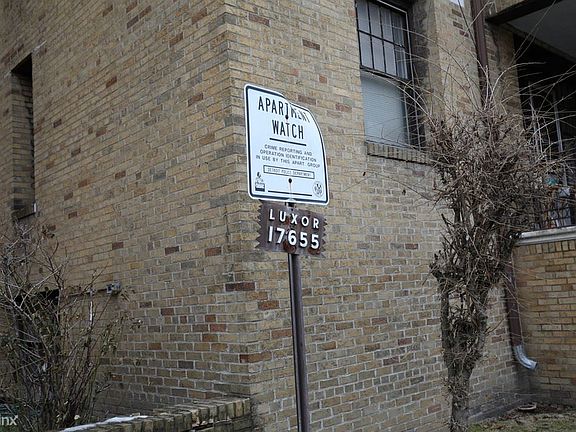 APARTMENT
WATCH
CRIME REPORTING AND
OPERATION IDENTIFICATION
IN USE BY THIS APART. GROUP
DETROIT POLICE DEPARTMENT
LUXOR
17655